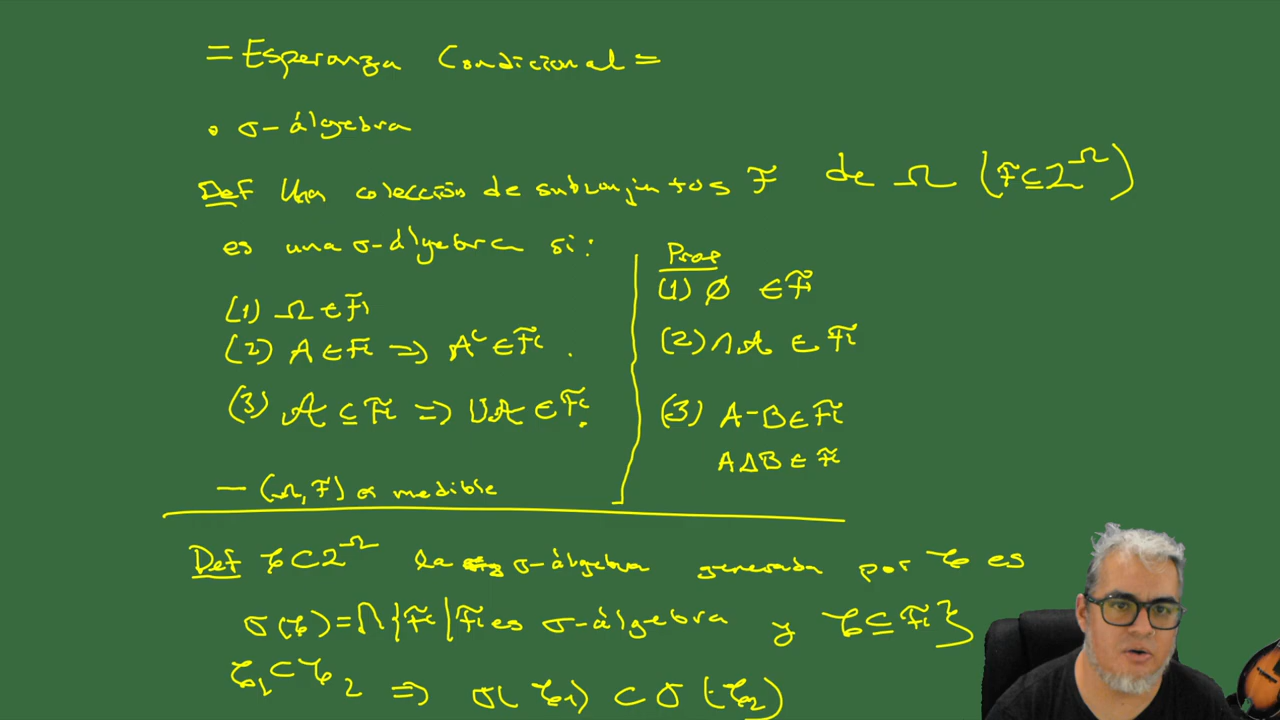 = Esperanza Condicional =
• σ-álgebra
Def Una colección de subconjuntos F de Ω (F ⊆ 2^Ω)
es una σ-álgebra si:
(1) Ω ∈ F
(2) A ∈ F ⇒ A^c ∈ F.
(3) 𝒜 ⊆ F ⇒ ∪𝒜 ∈ F.
— (Ω, F) es medible
Prop
(1) ∅ ∈ F
(2) ∩𝒜 ∈ F
(3) A-B ∈ F
A△B ∈ F
Def 𝒞 ⊂ 2^Ω la σ-álgebra generada por 𝒞 es
σ(𝒞) = ∩{F | F es σ-álgebra y 𝒞 ⊆ F}
𝒞₁ ⊂ 𝒞₂ ⇒ σ(𝒞₁) ⊂ σ(𝒞₂)